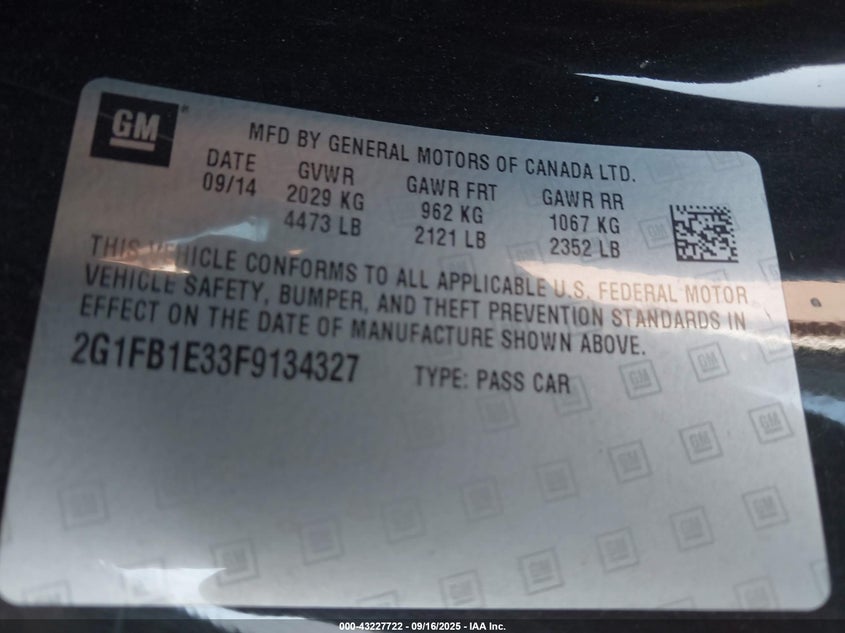 GM
MFD BY GENERAL MOTORS OF CANADA LTD.
DATE GVWR GAWR FRT GAWR RR
09/14 2029 KG 962 KG 1067 KG
4473 LB 2121 LB 2352 LB
THIS VEHICLE CONFORMS TO ALL APPLICABLE U.S. FEDERAL MOTOR
VEHICLE SAFETY, BUMPER, AND THEFT PREVENTION STANDARDS IN
EFFECT ON THE DATE OF MANUFACTURE SHOWN ABOVE.
2G1FB1E33F9134327 TYPE: PASS CAR
000-43227722 - 09/16/2025 - IAA Inc.